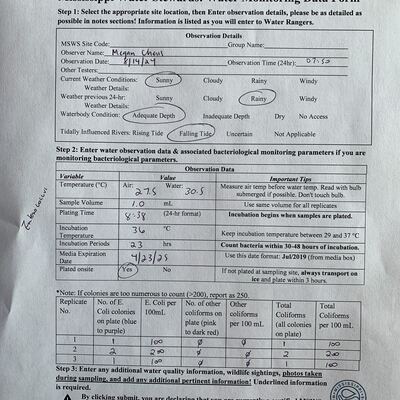 Mississippi Water Stewards: Water Monitoring Data Form
Step 1: Select the appropriate site location, then Enter observation details, please be as detailed as
possible in notes sections! Information is listed as you will enter to Water Rangers.
Observation Details
MSWS Site Code: Group Name:
Observer Name: Megan
Observation Date: 8/14/24 Observation Time (24hr): 07:50
Other Testers:
Current Weather Conditions: Sunny Cloudy Rainy Windy
Weather Details:
Weather previous 24-hr: Sunny Cloudy Rainy Windy
Weather Details:
Waterbody Condition: Adequate Depth Inadequate Depth Dry No Access
Tidally Influenced Rivers: Rising Tide Falling Tide Uncertain Not Applicable
Step 2: Enter water observation data & associated bacteriological monitoring parameters if you are
monitoring bacteriological parameters.
Observation Data
Variable Value Important Tips
Temperature (°C) Air: 27.5 Water: 30.5 Measure air temp before water temp. Read with bulb
submerged if possible. Don't touch bulb.
Sample Volume 1.0 mL Use same volume for all replicates
Plating Time 8:38 (24-hr format) Incubation begins when samples are plated.
Incubation
Temperature 36 °C Keep incubation temperature between 29 and 37 °C
Incubation Periods 23 hrs Count bacteria within 30-48 hours of incubation.
Media Expiration
Date 4/23/25 Use this date format: Jul/2019 (from media box)
Plated onsite Yes No If not plated at sampling site, always transport on
ice and plate within 3 hours.
*Note: If colonies are too numerous to count (>200), report as 250.
Replicate
No. No. of E.
Coli colonies
on plate (blue
to purple) E. Coli per
100mL No. of other
coliforms on
plate (pink
to dark red) Other
coliforms
per 100 mL Total
Coliforms
(all colonies
on plate) Total
Coliforms
per 100 mL
1 1 100 ∅ ∅ 1 100
2 2 200 ∅ ∅ 2 200
3 1 100 ∅ ∅ 1 100
Step 3: Enter any additional water quality information, wildlife sightings, photos taken
during sampling, and add any additional pertinent information! Underlined information
is required.
By clicking submit, you are declaring that you are